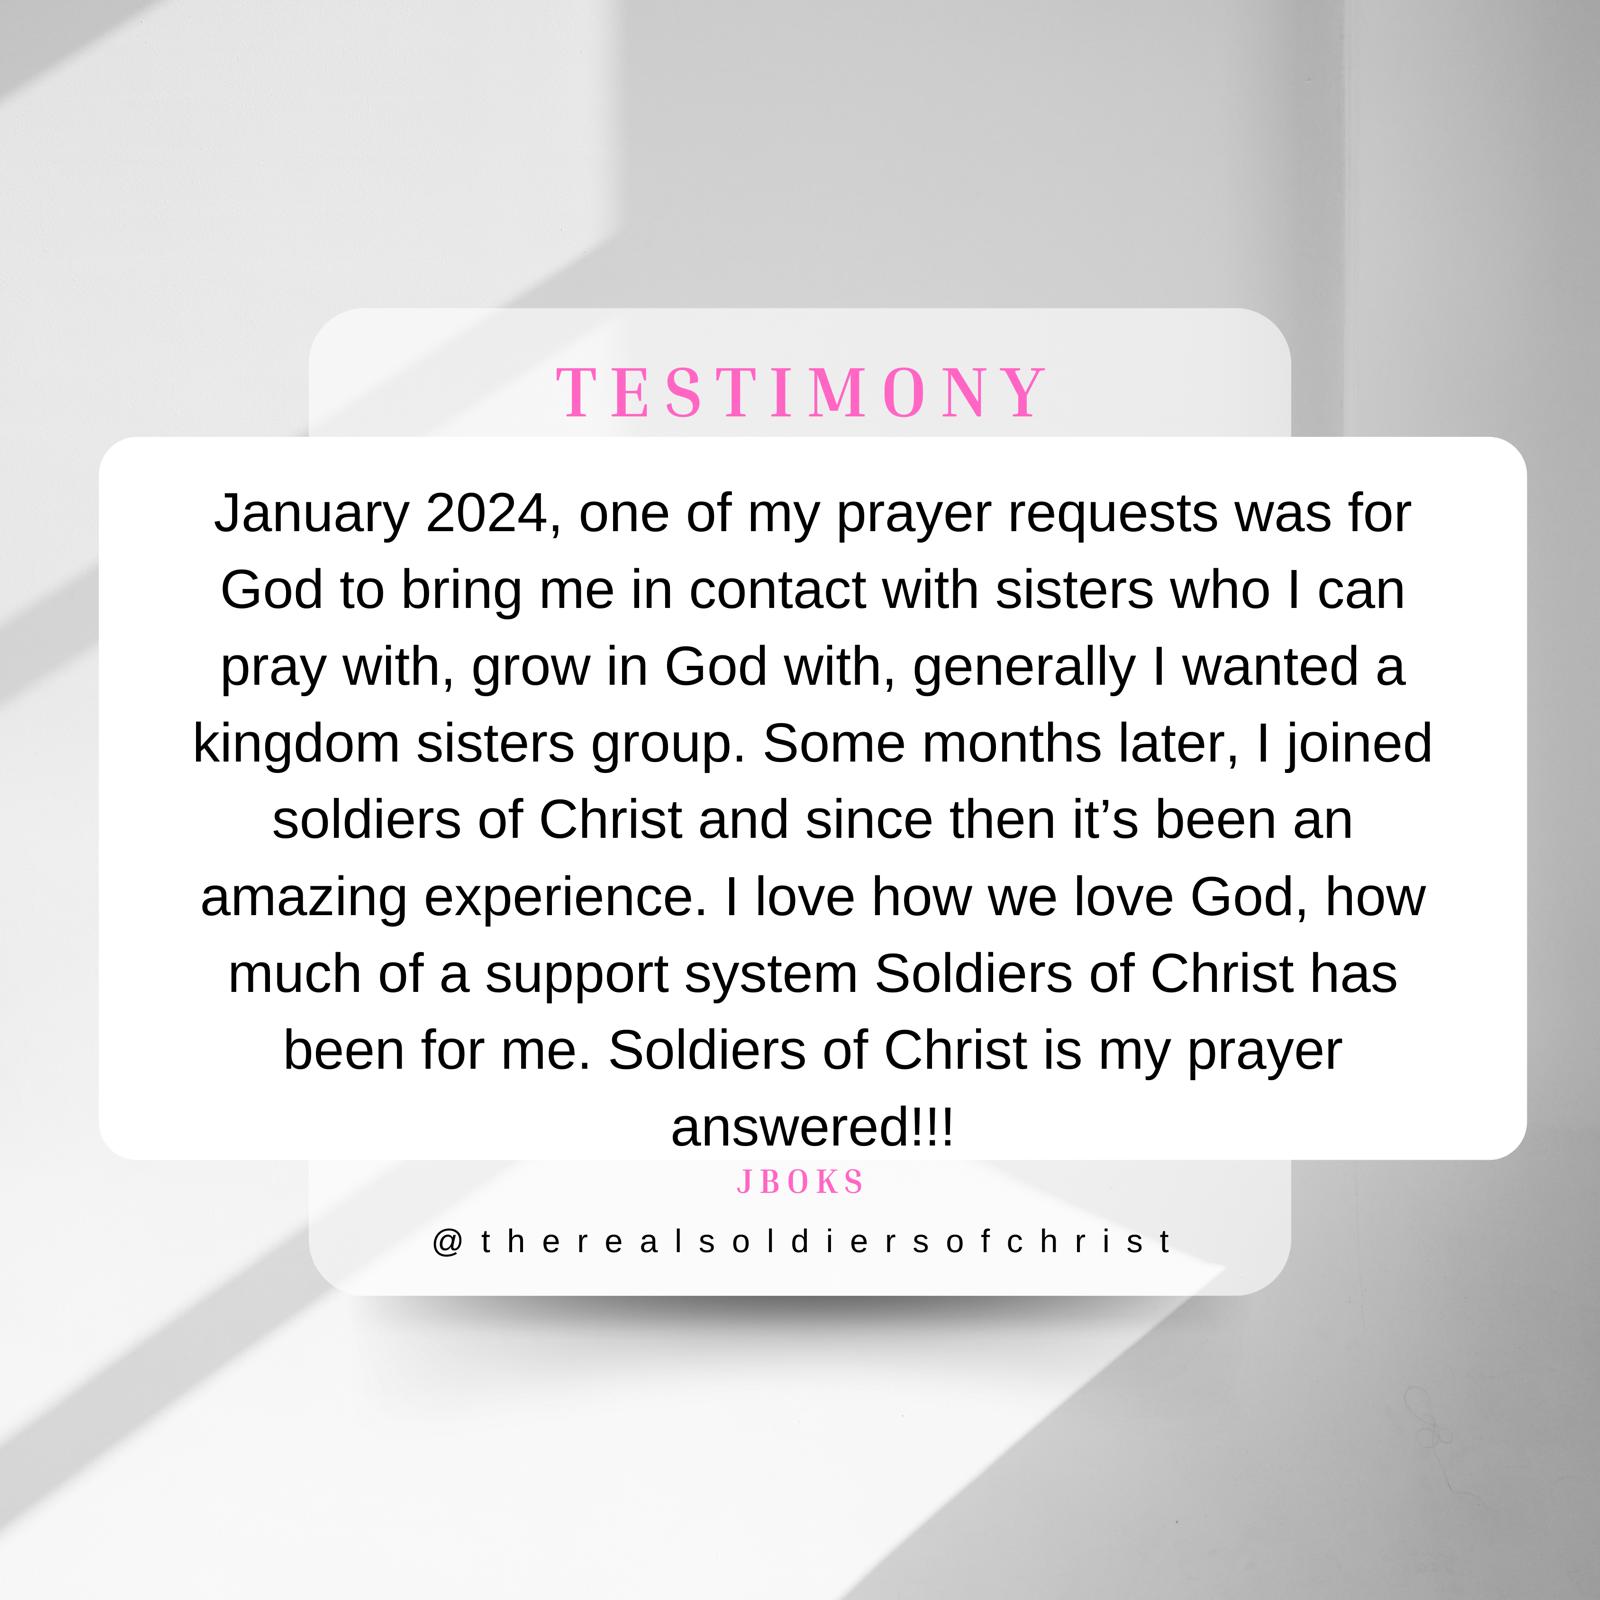 TESTIMONY
January 2024, one of my prayer requests was for
God to bring me in contact with sisters who I can
pray with, grow in God with, generally I wanted a
kingdom sisters group. Some months later, I joined
soldiers of Christ and since then it’s been an
amazing experience. I love how we love God, how
much of a support system Soldiers of Christ has
been for me. Soldiers of Christ is my prayer
answered!!!
JBOKS
@therealsoldiersofchrist